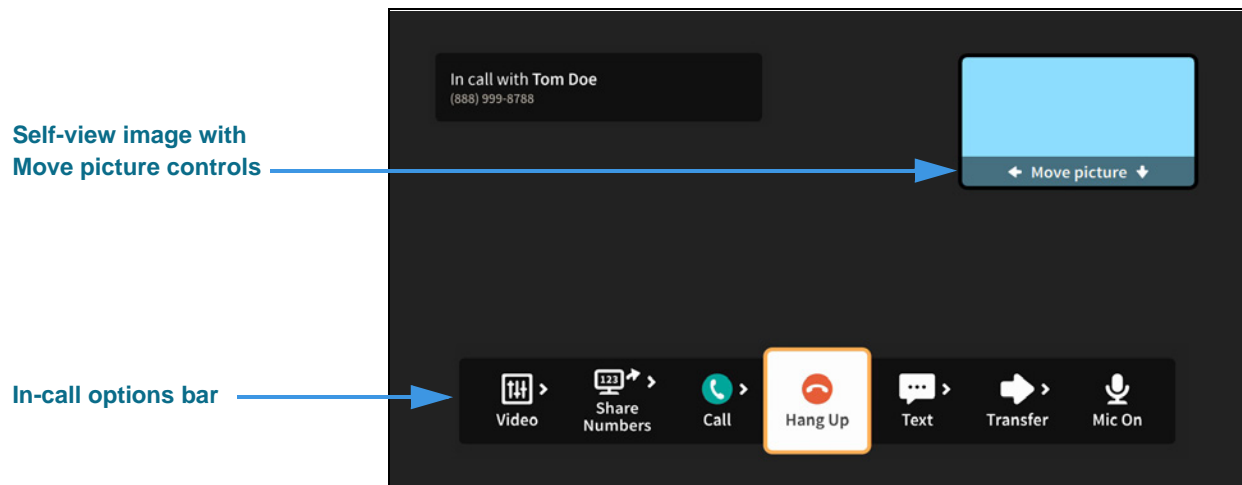 In call with Tom Doe
(888) 999-8788
Self-view image with
Move picture controls
Move picture
In-call options bar
123
Video
Share
Numbers
Call
Hang Up
Text
Transfer
Mic On